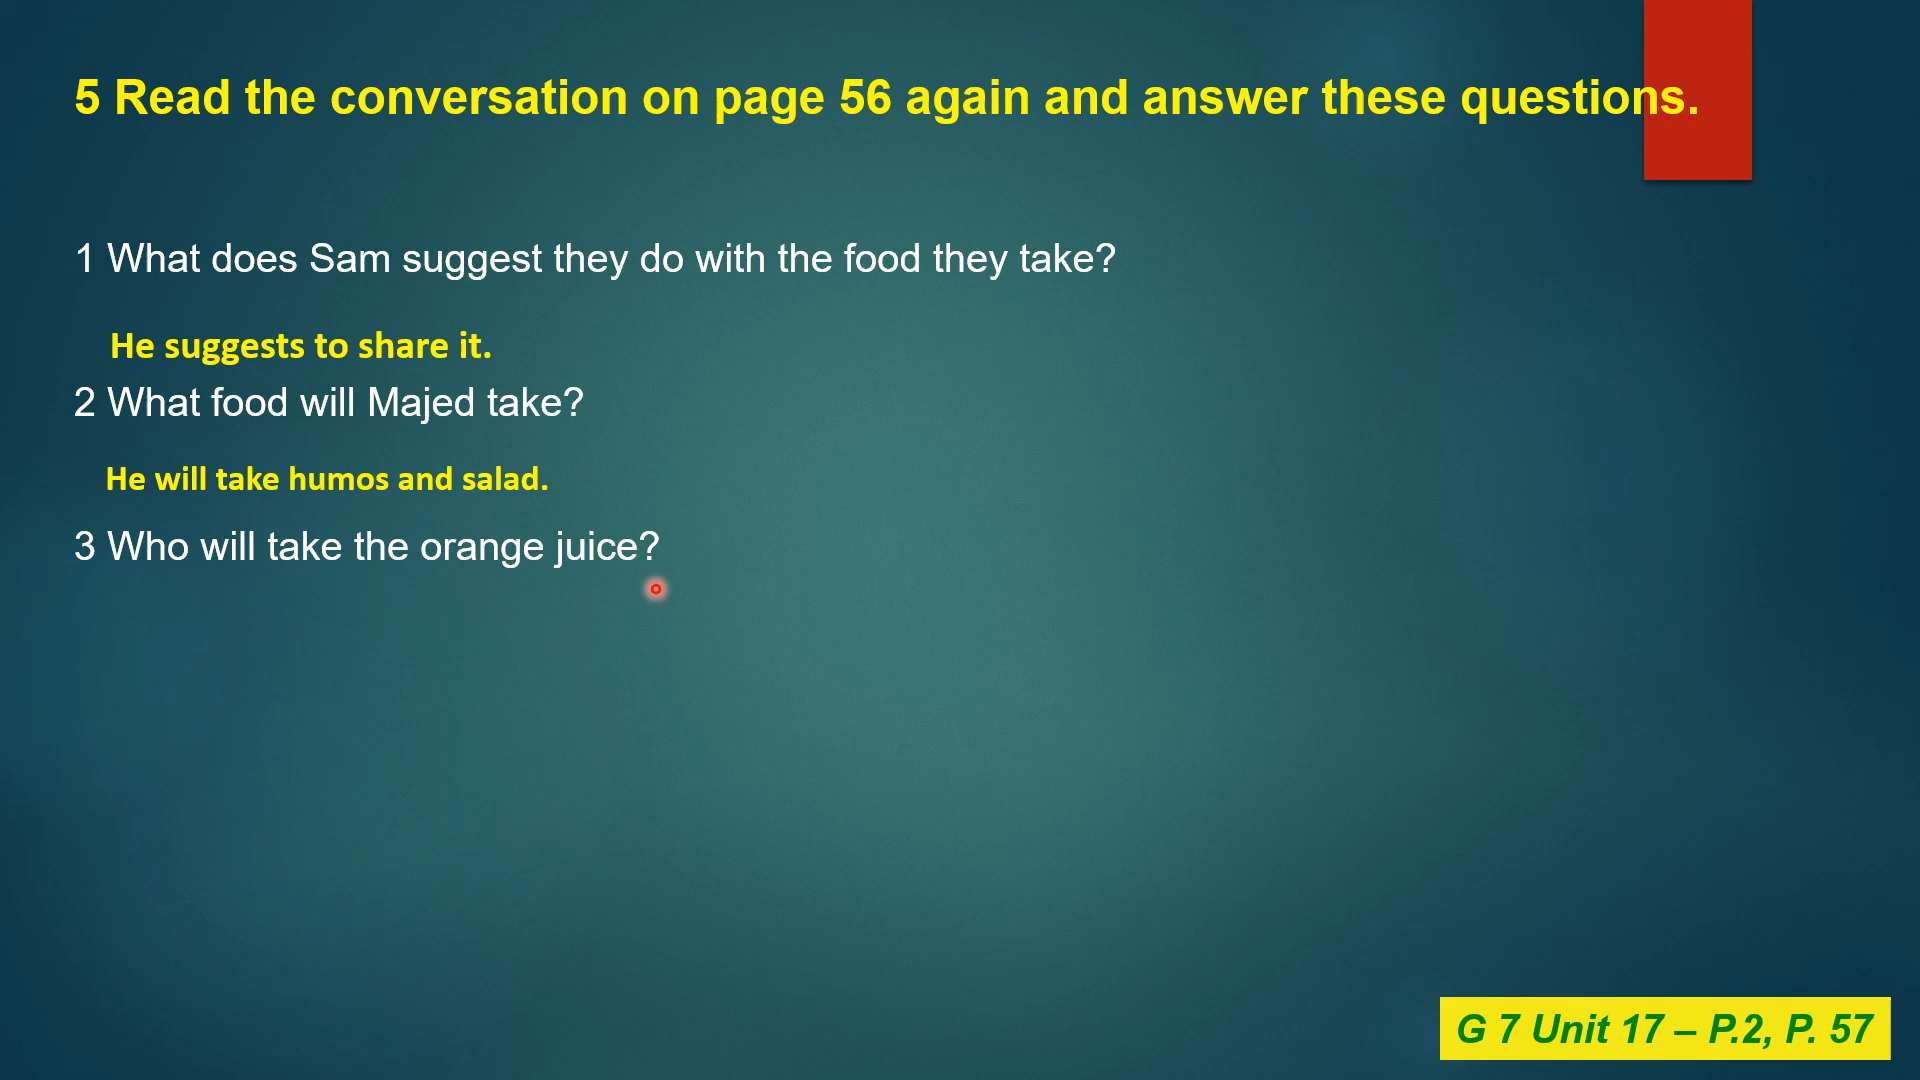 5 Read the conversation on page 56 again and answer these questions.
1 What does Sam suggest they do with the food they take?
He suggests to share it.
2 What food will Majed take?
He will take humos and salad.
3 Who will take the orange juice?
G 7 Unit 17 – P.2, P. 57